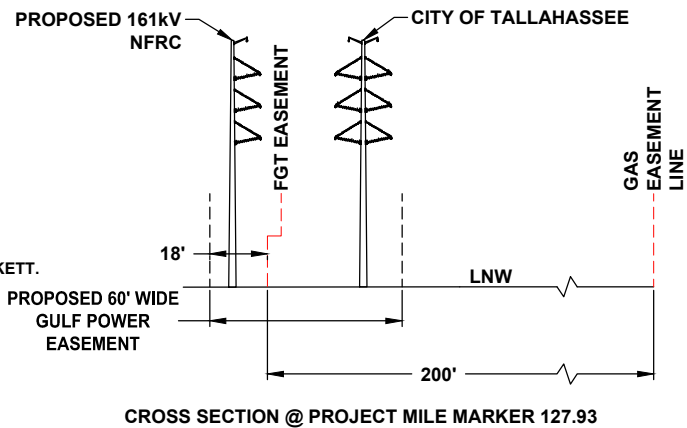 PROPOSED 161kV
NFRC
CITY OF TALLAHASSEE
FGT EASEMENT
GAS
EASEMENT
LINE
18'
KETT.
LNW
PROPOSED 60' WIDE
GULF POWER
EASEMENT
200'
CROSS SECTION @ PROJECT MILE MARKER 127.93